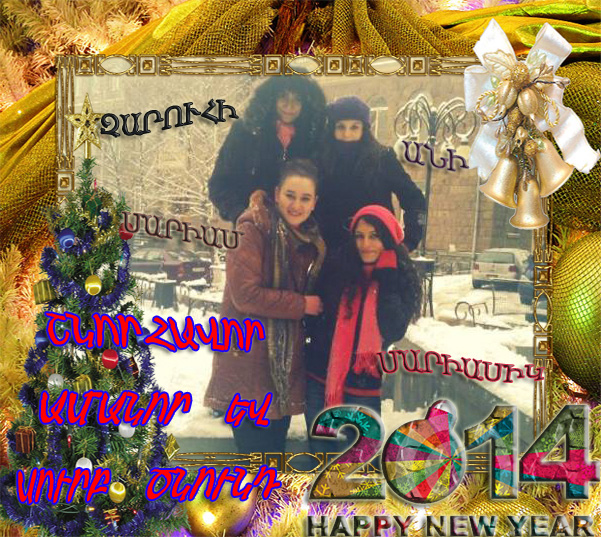 ԶԱՐՈՒՀԻ
ԱՆԻ
ՄԱՐԻԱՄ
ՄԱՐԻԱՄԻԿ
ՇՆՈՐՀԱՎՈՐ
ԱՄԱՆՈՐ ԵՎ
ՍՈՒՐԲ ԾՆՈՒՆԴ
2014
HAPPY NEW YEAR